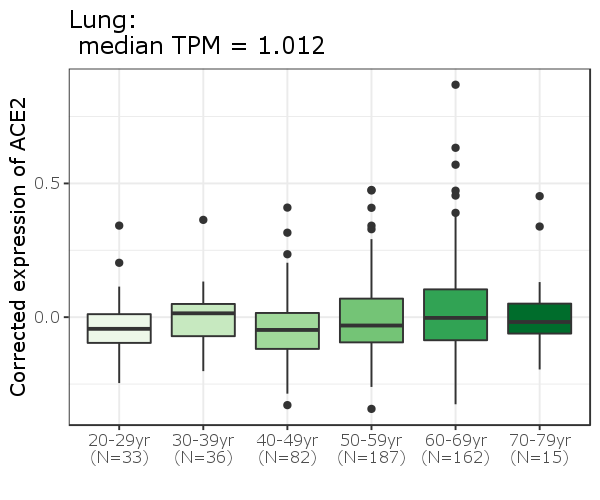 Lung:
median TPM = 1.012
Corrected expression of ACE2
0.5
0.0
20-29yr 30-39yr 40-49yr 50-59yr 60-69yr 70-79yr
(N=33) (N=36) (N=82) (N=187) (N=162) (N=15)